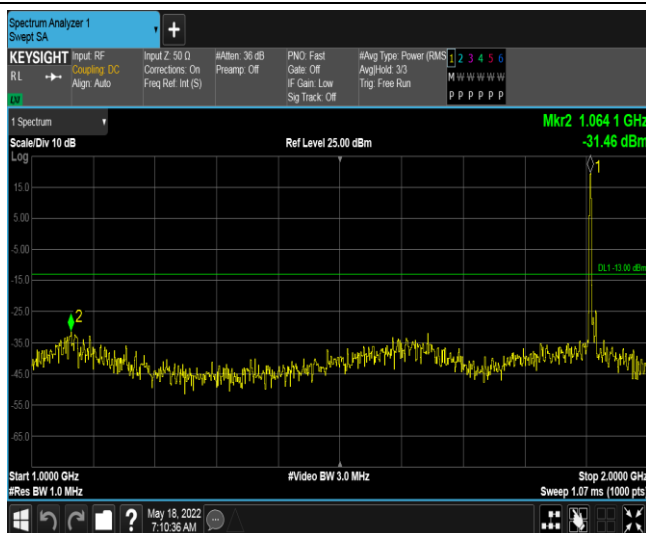 Spectrum Analyzer 1
Swept SA
+
KEYSIGHT
RL
LXI
Input: RF
Coupling: DC
Align: Auto
Input Z: 50 Ω
Corrections: On
Freq Ref: Int (S)
#Atten: 36 dB
Preamp: Off
PNO: Fast
Gate: Off
IF Gain: Low
Sig Track: Off
#Avg Type: Power (RMS
Avg|Hold: 3/3
Trig: Free Run
1 2 3 4 5 6
M W W W W W
P P P P P P
1 Spectrum
Scale/Div 10 dB
Ref Level 25.00 dBm
Mkr2 1.064 1 GHz
-31.46 dBm
Log
1
15.0
5.00
-5.00
DL1 -13.00 dBm
-15.0
-25.0
2
-35.0
-45.0
-55.0
-65.0
Start 1.0000 GHz
#Res BW 1.0 MHz
#Video BW 3.0 MHz
Stop 2.0000 GHz
Sweep 1.07 ms (1000 pts)
?
May 18, 2022
7:10:36 AM